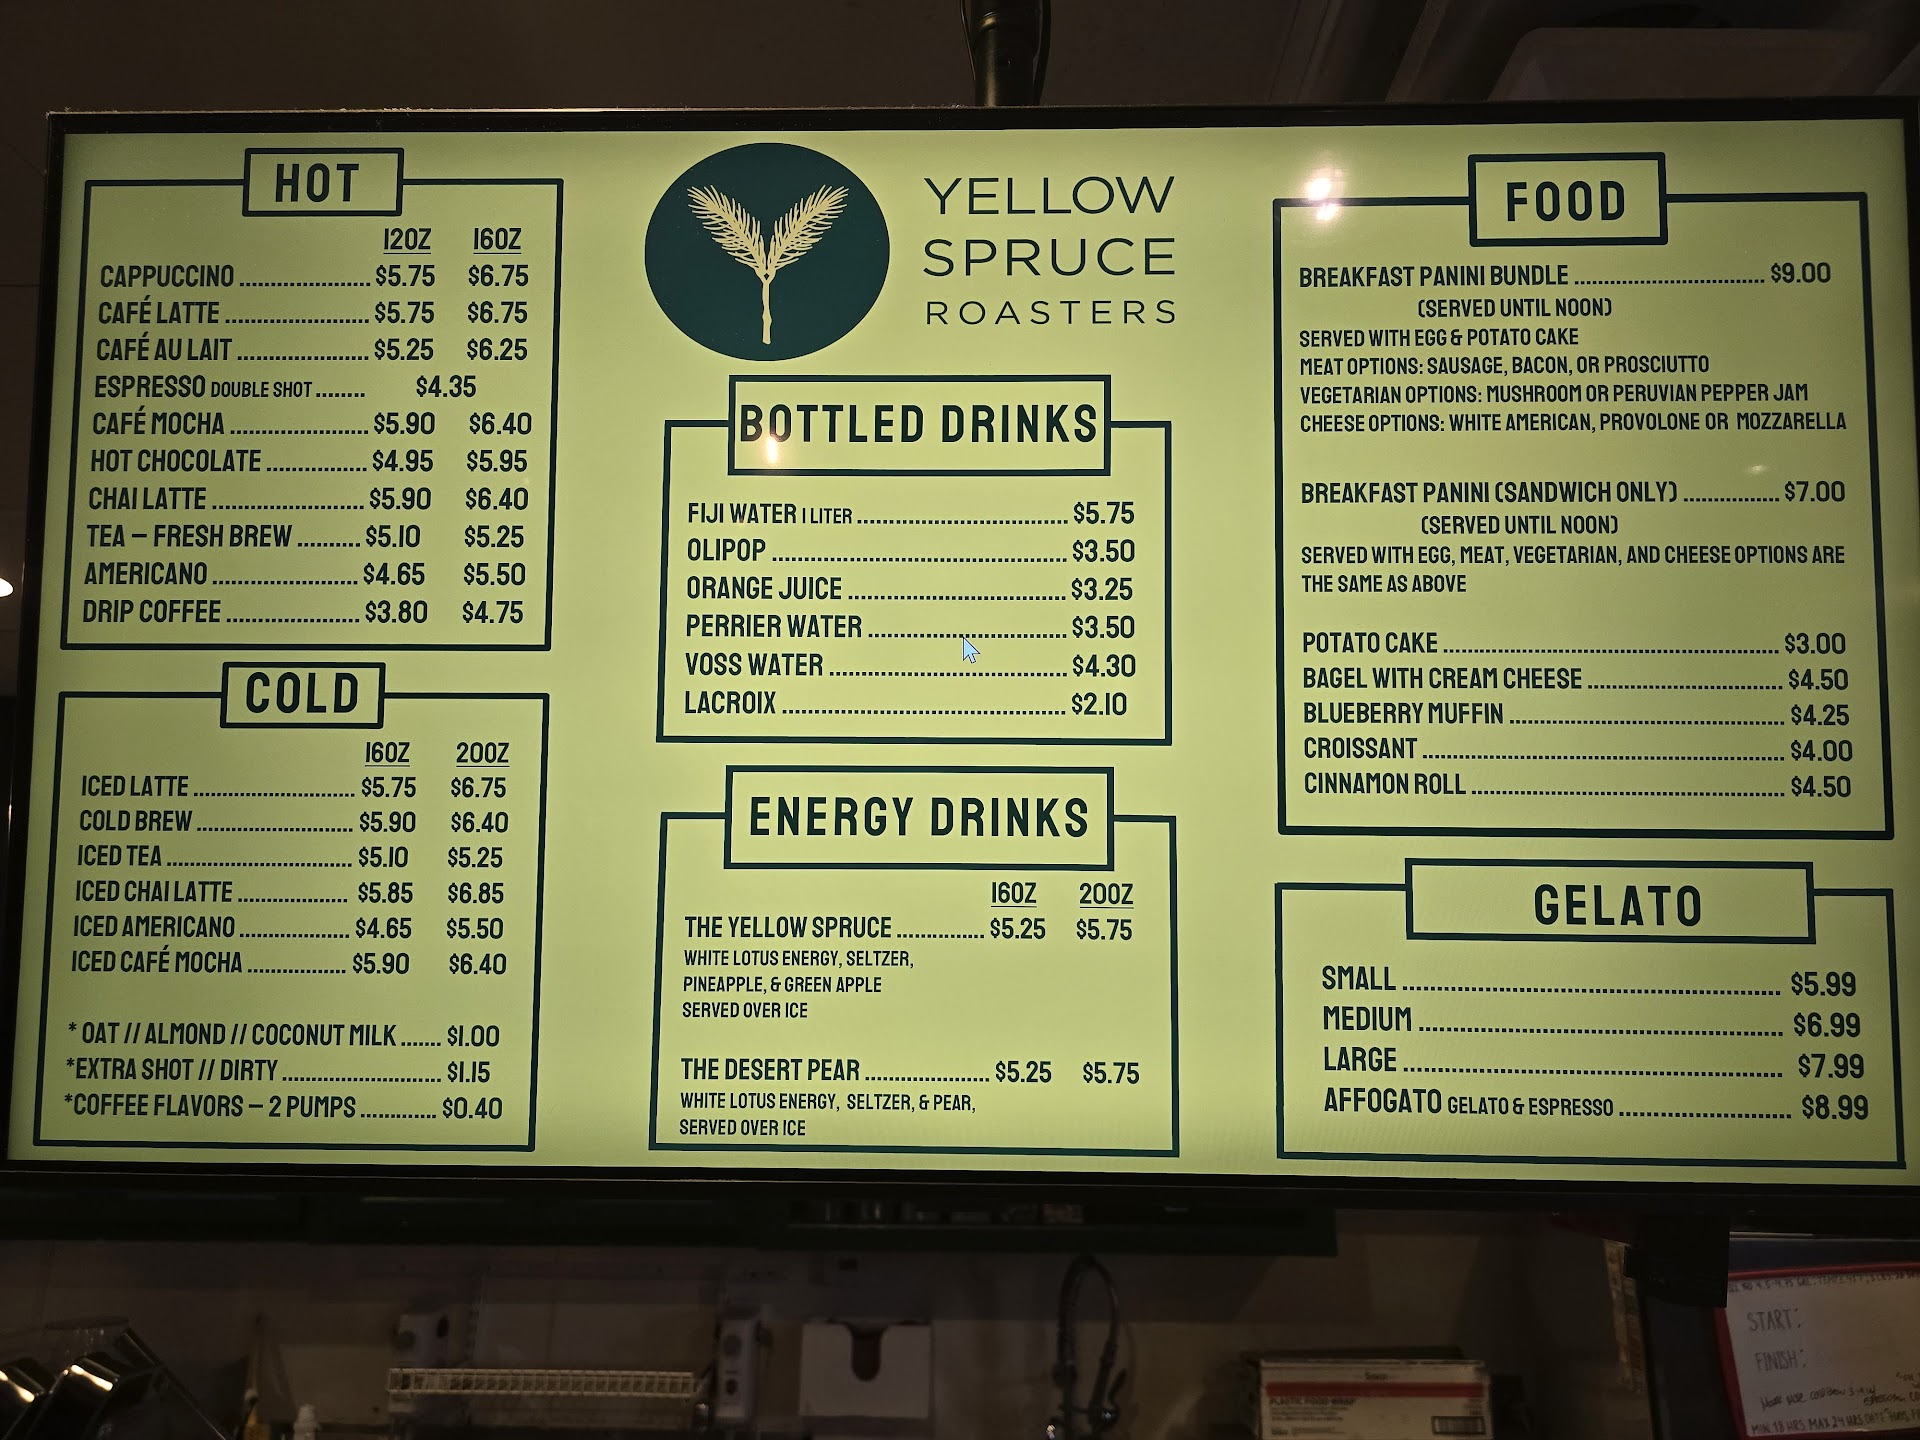 HOT
12OZ 16OZ
CAPPUCCINO ..................... $5.75 $6.75
CAFÉ LATTE ....................... $5.75 $6.75
CAFÉ AU LAIT ..................... $5.25 $6.25
ESPRESSO DOUBLE SHOT ........ $4.35
CAFÉ MOCHA ...................... $5.90 $6.40
HOT CHOCOLATE ................ $4.95 $5.95
CHAI LATTE ........................ $5.90 $6.40
TEA – FRESH BREW .......... $5.10 $5.25
AMERICANO ....................... $4.65 $5.50
DRIP COFFEE ..................... $3.80 $4.75
COLD
16OZ 20OZ
ICED LATTE .......................... $5.75 $6.75
COLD BREW ......................... $5.90 $6.40
ICED TEA .............................. $5.10 $5.25
ICED CHAI LATTE .................. $5.85 $6.85
ICED AMERICANO .................. $4.65 $5.50
ICED CAFÉ MOCHA ................ $5.90 $6.40
* OAT // ALMOND // COCONUT MILK ....... $1.00
*EXTRA SHOT // DIRTY ............................ $1.15
*COFFEE FLAVORS – 2 PUMPS ............. $0.40
YELLOW
SPRUCE
ROASTERS
BOTTLED DRINKS
FIJI WATER 1 LITER ................................... $5.75
OLIPOP ................................................. $3.50
ORANGE JUICE .................................... $3.25
PERRIER WATER ................................. $3.50
VOSS WATER ....................................... $4.30
LACROIX ............................................... $2.10
ENERGY DRINKS
16OZ 20OZ
THE YELLOW SPRUCE ............... $5.25 $5.75
WHITE LOTUS ENERGY, SELTZER,
PINEAPPLE, & GREEN APPLE
SERVED OVER ICE
THE DESERT PEAR ..................... $5.25 $5.75
WHITE LOTUS ENERGY, SELTZER, & PEAR,
SERVED OVER ICE
FOOD
BREAKFAST PANINI BUNDLE ................................ $9.00
(SERVED UNTIL NOON)
SERVED WITH EGG & POTATO CAKE
MEAT OPTIONS: SAUSAGE, BACON, OR PROSCIUTTO
VEGETARIAN OPTIONS: MUSHROOM OR PERUVIAN PEPPER JAM
CHEESE OPTIONS: WHITE AMERICAN, PROVOLONE OR MOZZARELLA
BREAKFAST PANINI (SANDWICH ONLY) ............... $7.00
(SERVED UNTIL NOON)
SERVED WITH EGG, MEAT, VEGETARIAN, AND CHEESE OPTIONS ARE
THE SAME AS ABOVE
POTATO CAKE ........................................................ $3.00
BAGEL WITH CREAM CHEESE ................................ $4.50
BLUEBERRY MUFFIN ............................................. $4.25
CROISSANT ............................................................ $4.00
CINNAMON ROLL .................................................... $4.50
GELATO
SMALL ............................................................... $5.99
MEDIUM ............................................................ $6.99
LARGE ............................................................... $7.99
AFFOGATO GELATO & ESPRESSO ............................ $8.99
START:
FINISH:
MIN 18 HRS MAX 24 HRS
PLASTIC FOOD WRAP